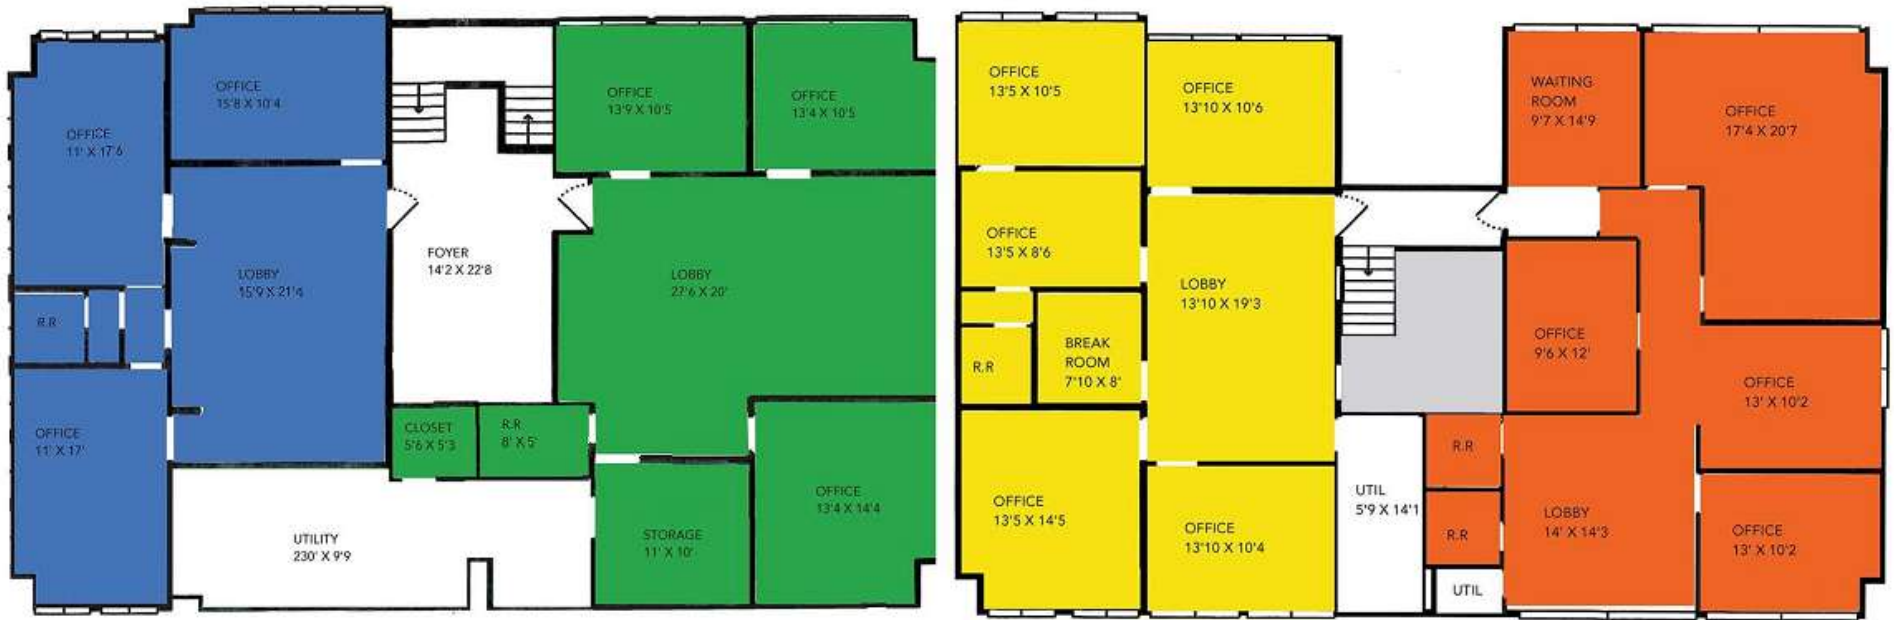 OFFICE
15'8 X 10'4
OFFICE
11' X 17'6
LOBBY
15'9 X 21'4
R.R
OFFICE
11' X 17'
FOYER
14'2 X 22'8
OFFICE
13'9 X 10'5
OFFICE
13'4 X 10'5
LOBBY
27'6 X 20'
CLOSET
5'6 X 5'3
R.R
8' X 5'
UTILITY
230' X 9'9
STORAGE
11' X 10'
OFFICE
13'4 X 14'4
OFFICE
13'5 X 10'5
OFFICE
13'10 X 10'6
OFFICE
13'5 X 8'6
LOBBY
13'10 X 19'3
BREAK
ROOM
7'10 X 8'
R.R
OFFICE
13'5 X 14'5
OFFICE
13'10 X 10'4
WAITING
ROOM
9'7 X 14'9
OFFICE
17'4 X 20'7
OFFICE
9'6 X 12'
OFFICE
13' X 10'2
UTIL
5'9 X 14'1
R.R
R.R
UTIL
LOBBY
14' X 14'3
OFFICE
13' X 10'2